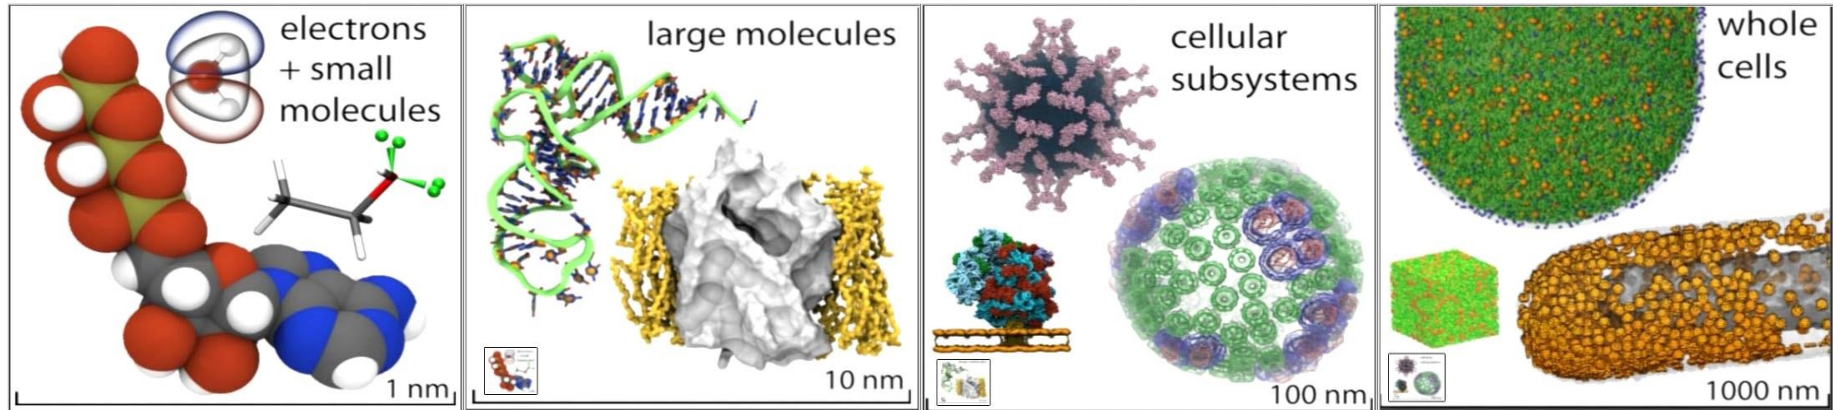 electrons
+ small
molecules
1 nm
large molecules
10 nm
cellular
subsystems
100 nm
whole
cells
1000 nm